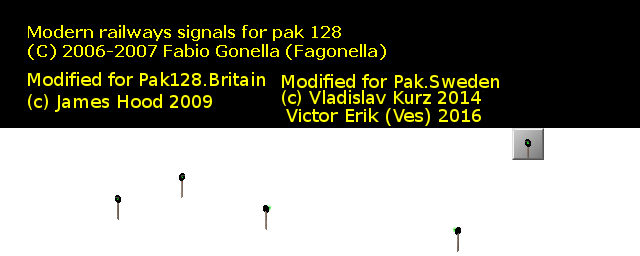 Modern railways signals for pak 128
(C) 2006-2007 Fabio Gonella (Fagonella)
Modified for Pak128.Britain
(c) James Hood 2009
Modified for Pak.Sweden
(c) Vladislav Kurz 2014
Victor Erik (Ves) 2016